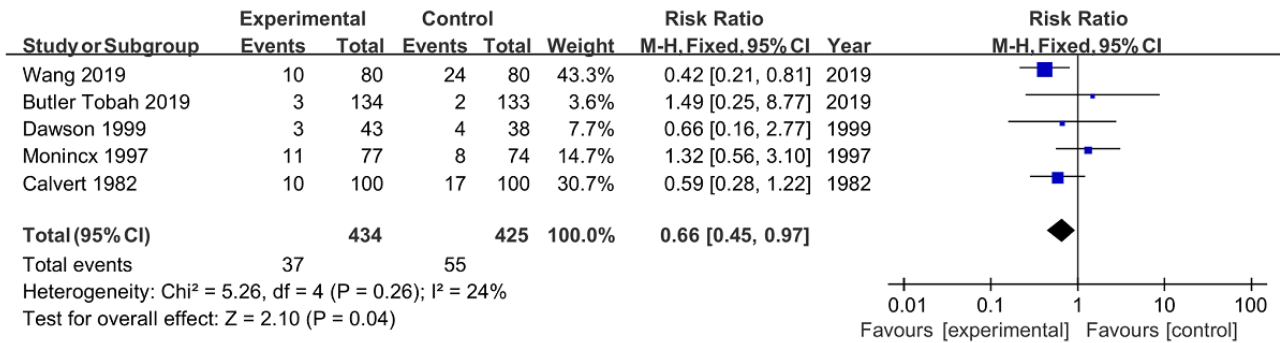 Experimental Control Risk Ratio Risk Ratio
Study or Subgroup Events Total Events Total Weight M-H, Fixed, 95% CI Year M-H, Fixed, 95% CI
Wang 2019 10 80 24 80 43.3% 0.42 [0.21, 0.81] 2019
Butler Tobah 2019 3 134 2 133 3.6% 1.49 [0.25, 8.77] 2019
Dawson 1999 3 43 4 38 7.7% 0.66 [0.16, 2.77] 1999
Monincx 1997 11 77 8 74 14.7% 1.32 [0.56, 3.10] 1997
Calvert 1982 10 100 17 100 30.7% 0.59 [0.28, 1.22] 1982
Total (95% CI) 434 425 100.0% 0.66 [0.45, 0.97]
Total events 37 55
Heterogeneity: Chi² = 5.26, df = 4 (P = 0.26); I² = 24%
Test for overall effect: Z = 2.10 (P = 0.04)
0.01 0.1 1 10 100
Favours [experimental] Favours [control]